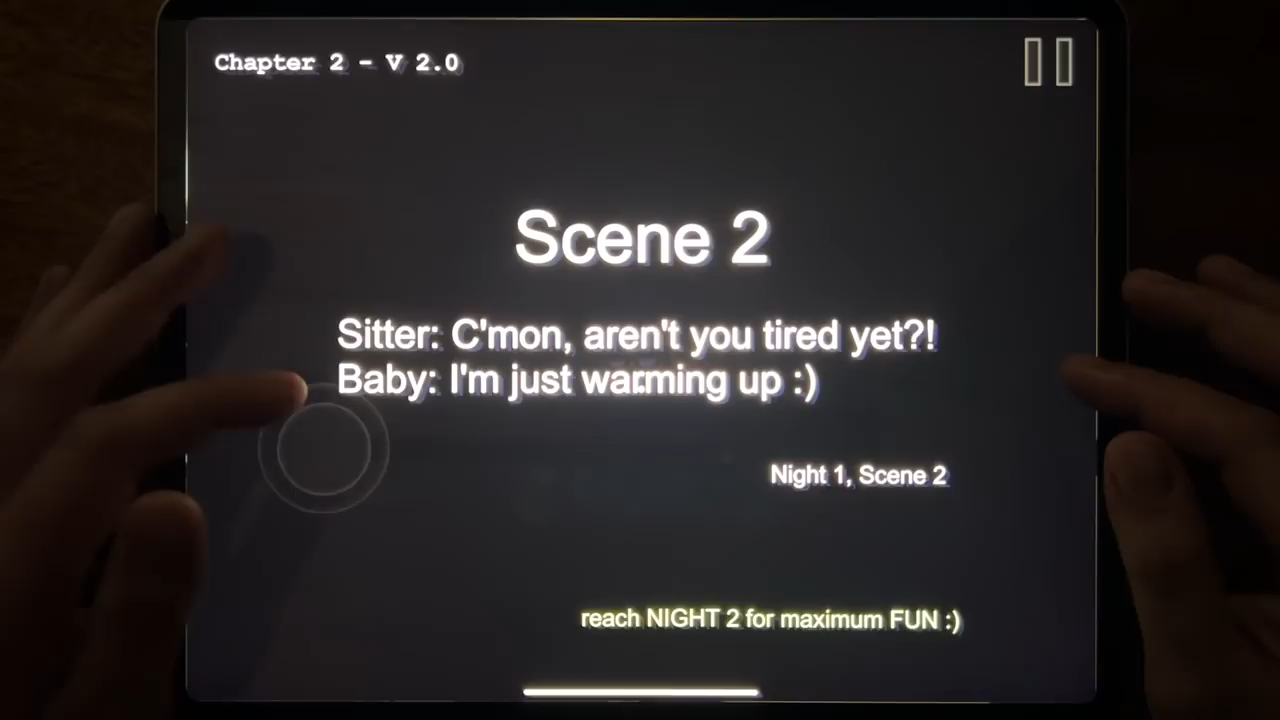 Chapter 2 - V 2.0
Scene 2
Sitter: C'mon, aren't you tired yet?!
Baby: I'm just warming up :)
Night 1, Scene 2
reach NIGHT 2 for maximum FUN :)